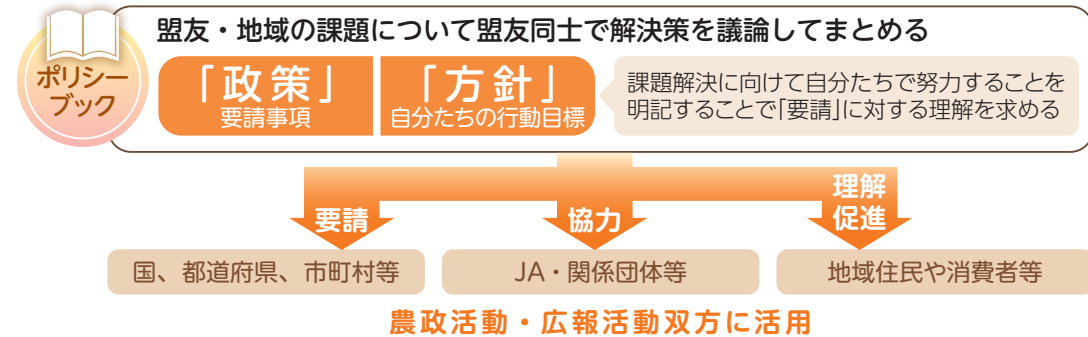 盟友・地域の課題について盟友同士で解決策を議論してまとめる
ポリシー
ブック
「政策」
要請事項
「方針」
自分たちの行動目標
課題解決に向けて自分たちで努力することを
明記することで「要請」に対する理解を求める
要請
協力
理解
促進
国、都道府県、市町村等
JA・関係団体等
地域住民や消費者等
農政活動・広報活動双方に活用